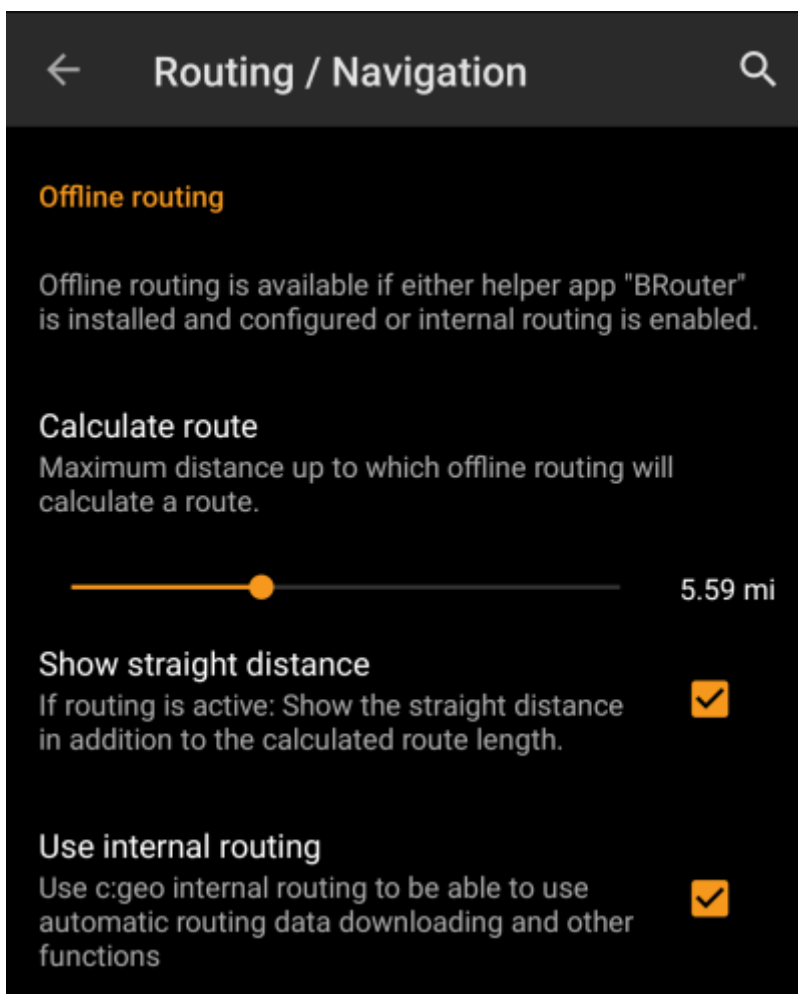 Routing / Navigation
Offline routing
Offline routing is available if either helper app "BRouter"
is installed and configured or internal routing is enabled.
Calculate route
Maximum distance up to which offline routing will
calculate a route.
5.59 mi
Show straight distance
If routing is active: Show the straight distance
in addition to the calculated route length.
Use internal routing
Use c:geo internal routing to be able to use
automatic routing data downloading and other
functions